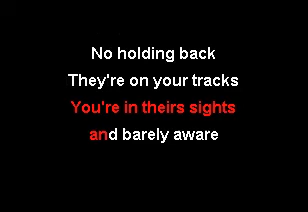 No holding back
They're on your tracks
You're in theirs sights
and barely aware